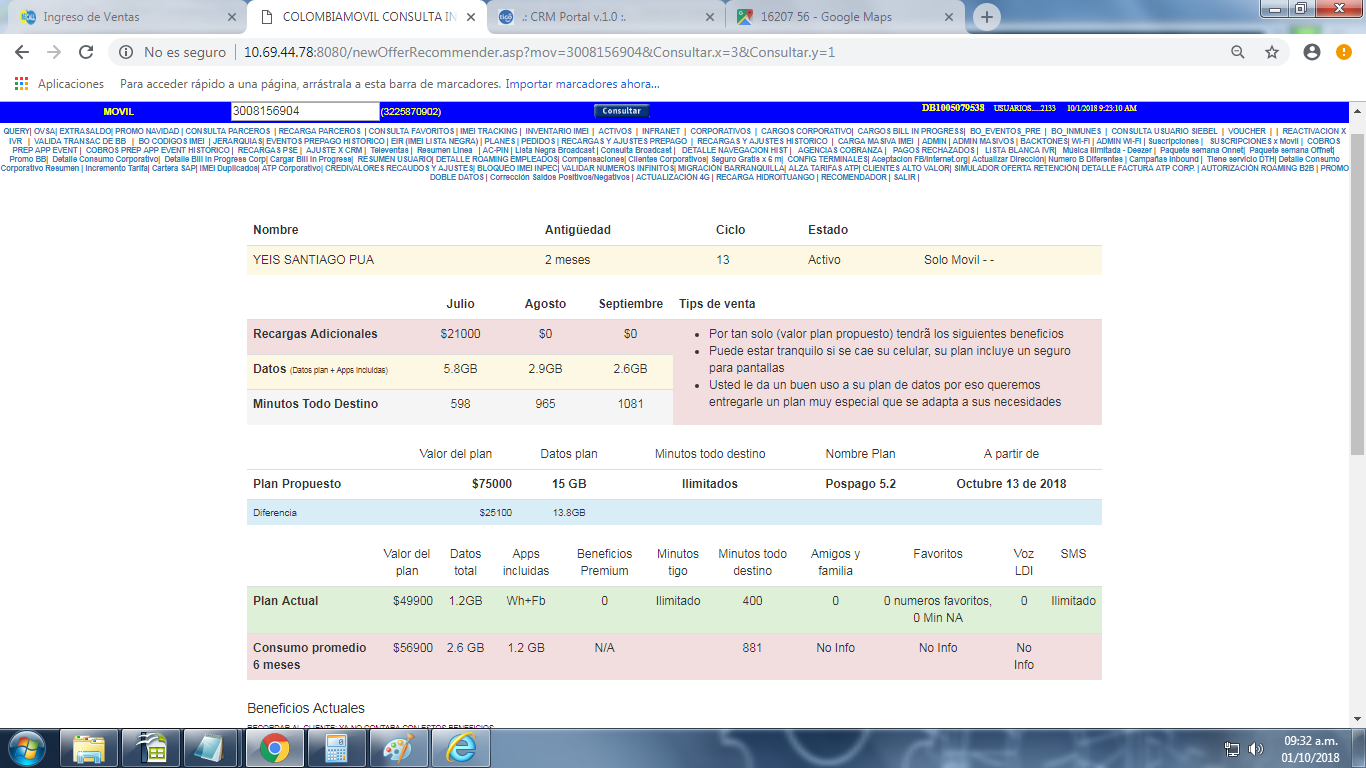 Ingreso de Ventas
COLOMBIAMOVIL CONSULTA IN
.: CRM Portal v.1.0 :.
16207 56 - Google Maps
No es seguro | 10.69.44.78:8080/newOfferRecommender.asp?mov=3008156904&Consultar.x=3&Consultar.y=1
Aplicaciones Para acceder rápido a una página, arrástrala a esta barra de marcadores. Importar marcadores ahora...
MOVIL 3008156904 (3225870902) Consultar DB1005079538 USUARIOS.....2133 10/1/2018 9:23:10 AM
QUERY| OVSA| EXTRASALDO| PROMO NAVIDAD | CONSULTA PARCEROS | RECARGA PARCEROS | CONSULTA FAVORITOS | IMEI TRACKING | INVENTARIO IMEI | ACTIVOS | INFRANET | CORPORATIVOS | CARGOS CORPORATIVO| CARGOS BILL IN PROGRESS| BO_EVENTOS_PRE | BO_INMUNES | CONSULTA USUARIO SIEBEL | VOUCHER | | REACTIVACION X
IVR | VALIDA TRANSAC DE BB | BO CODIGOS IMEI | JERARQUIAS| EVENTOS PREPAGO HISTORICO | EIR (IMEI LISTA NEGRA) | PLANES | PEDIDOS | RECARGAS Y AJUSTES PREPAGO | RECARGAS Y AJUSTES HISTORICO | CARGA MASIVA IMEI | ADMIN | ADMIN MASIVOS | BACKTONES| WI-FI | ADMIN WI-FI | Suscripciones | SUSCRIPCIONES x Movil | COBROS
PREP APP EVENT | COBROS PREP APP EVENT HISTORICO | RECARGAS PSE | AJUSTE X CRM | Televentas | Resumen Linea | AC-PIN | Lista Negra Broadcast | Consulta Broadcast | DETALLE NAVEGACION HIST | AGENCIAS COBRANZA | PAGOS RECHAZADOS | LISTA BLANCA IVR| Música Ilimitada - Deezer | Paquete semana Onnet| Paquete semana Offnet|
Promo BB| Detalle Consumo Corporativo| Detalle Bill In Progress Corp| Cargar Bill In Progress| RESUMEN USUARIO| DETALLE ROAMING EMPLEADOS| Compensaciones| Clientes Corporativos| Seguro Gratis x 6 m| CONFIG TERMINALES| Aceptacion FB/Internet.org| Actualizar Dirección| Numero B Diferentes | Campañas Inbound | Tiene servicio DTH| Detalle Consumo
Corporativo Resumen | Incremento Tarifa| Cartera SAP| IMEI Duplicados| ATP Corporativo| CREDIVALORES RECAUDOS Y AJUSTES| BLOQUEO IMEI INPEC| VALIDAR NUMEROS INFINITOS| MIGRACIÓN BARRANQUILLA| ALZA TARIFAS ATP| CLIENTES ALTO VALOR| SIMULADOR OFERTA RETENCION| DETALLE FACTURA ATP CORP. | AUTORIZACIÓN ROAMING B2B | PROMO
DOBLE DATOS | Corrección Saldos Positivos/Negativos | ACTUALIZACIÓN 4G | RECARGA HIDROITUANGO | RECOMENDADOR | SALIR |
Nombre Antigüedad Ciclo Estado
YEIS SANTIAGO PUA 2 meses 13 Activo Solo Movil - -
Julio Agosto Septiembre Tips de venta
Recargas Adicionales $21000 $0 $0
Datos (Datos plan + Apps Incluidas) 5.8GB 2.9GB 2.6GB
Minutos Todo Destino 598 965 1081
• Por tan solo (valor plan propuesto) tendrã los siguientes beneficios
• Puede estar tranquilo si se cae su celular, su plan incluye un seguro
para pantallas
• Usted le da un buen uso a su plan de datos por eso queremos
entregarle un plan muy especial que se adapta a sus necesidades
Valor del plan Datos plan Minutos todo destino Nombre Plan A partir de
Plan Propuesto $75000 15 GB Ilimitados Pospago 5.2 Octubre 13 de 2018
Diferencia $25100 13.8GB
Valor del Datos Apps Beneficios Minutos Minutos todo Amigos y Favoritos Voz SMS
plan total incluidas Premium tigo destino familia LDI
Plan Actual $49900 1.2GB Wh+Fb 0 Ilimitado 400 0 0 numeros favoritos, 0 Ilimitado
0 Min NA
Consumo promedio $56900 2.6 GB 1.2 GB N/A 881 No Info No Info No
6 meses Info
Beneficios Actuales
RECORDAR AL CLIENTE: YA NO CONTARA CON ESTOS BENEFICIOS
09:32 a.m.
01/10/2018